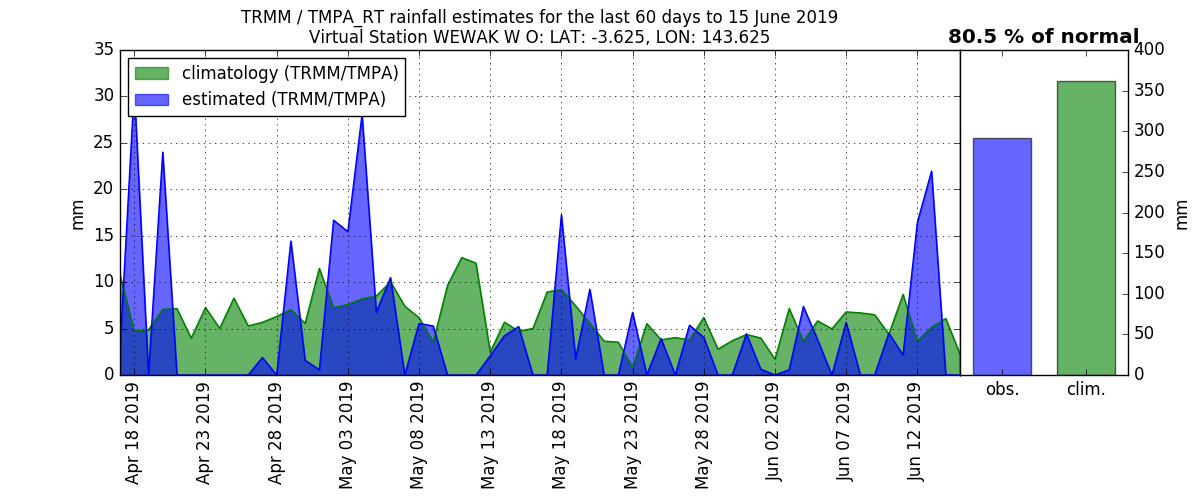 TRMM / TMPA_RT rainfall estimates for the last 60 days to 15 June 2019
Virtual Station WEWAK W O: LAT: -3.625, LON: 143.625
80.5 % of normal
climatology (TRMM/TMPA)
estimated (TRMM/TMPA)
mm
35
30
25
20
15
10
5
0
Apr 18 2019
Apr 23 2019
Apr 28 2019
May 03 2019
May 08 2019
May 13 2019
May 18 2019
May 23 2019
May 28 2019
Jun 02 2019
Jun 07 2019
Jun 12 2019
400
350
300
250
200
150
100
50
0
mm
obs.
clim.